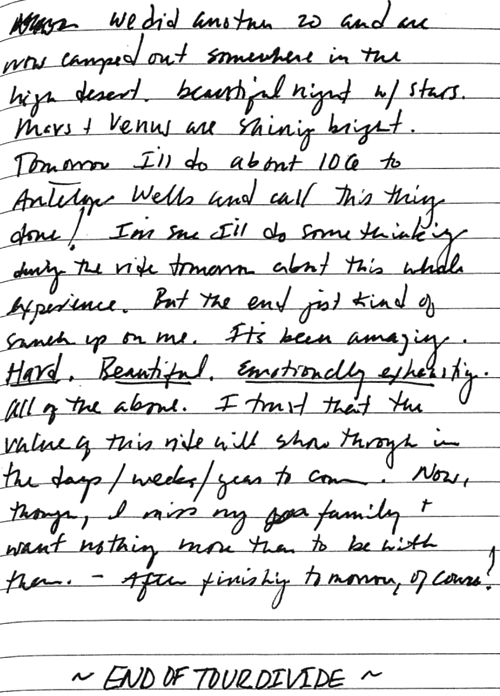 we did another 20 and are
now camped out somewhere in the
high desert. beautiful night w/ stars.
Mars + Venus are shining bright.
Tomorrow I'll do about 100 to
Antelope Wells and call this thing
done! I'm sure I'll do some thinking
during the ride tomorrow about this whole
experience. But the end just kind of
snuck up on me. It's been amazing.
Hard. Beautiful. Emotionally exhausting.
All of the above. I trust that the
value of this ride will show through in
the days/weeks/years to come. Now,
though, I miss my family +
want nothing more than to be with
them. - After finishing tomorrow, of course!
~ END OF TOUR DIVIDE ~